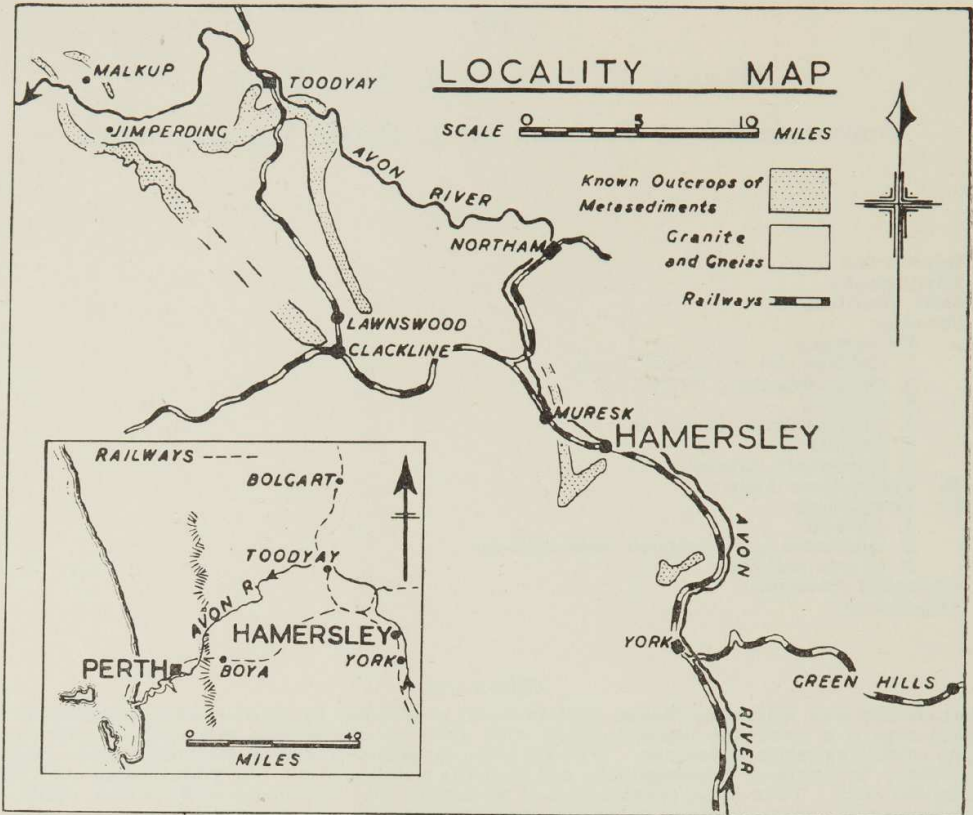 LOCALITY MAP
SCALE 0 5 10 MILES
Known Outcrops of
Metasediments
Granite
and Gneiss
Railways
MALKUP
TOODYAY
JIMPERDING
AVON
RIVER
NORTHAM
LAWNSWOOD
CLACKLINE
MURESK
HAMERSLEY
AVON
YORK
GREEN HILLS
RIVER
RAILWAYS
BOLGART
TOODYAY
AVON R.
HAMERSLEY
PERTH
BOYA
YORK
0 40
MILES